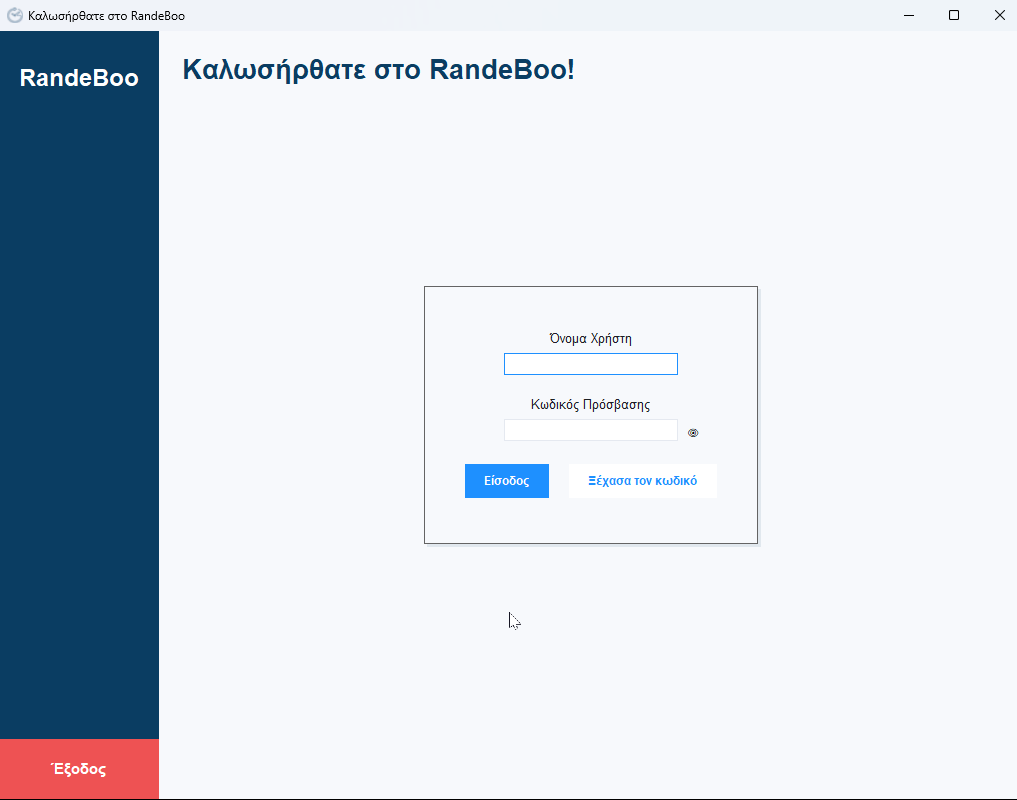 Καλωσήρθατε στο RandeBoo
RandeBoo
Καλωσήρθατε στο RandeBoo!
Όνομα Χρήστη
Κωδικός Πρόσβασης
Είσοδος
Ξέχασα τον κωδικό
Έξοδος